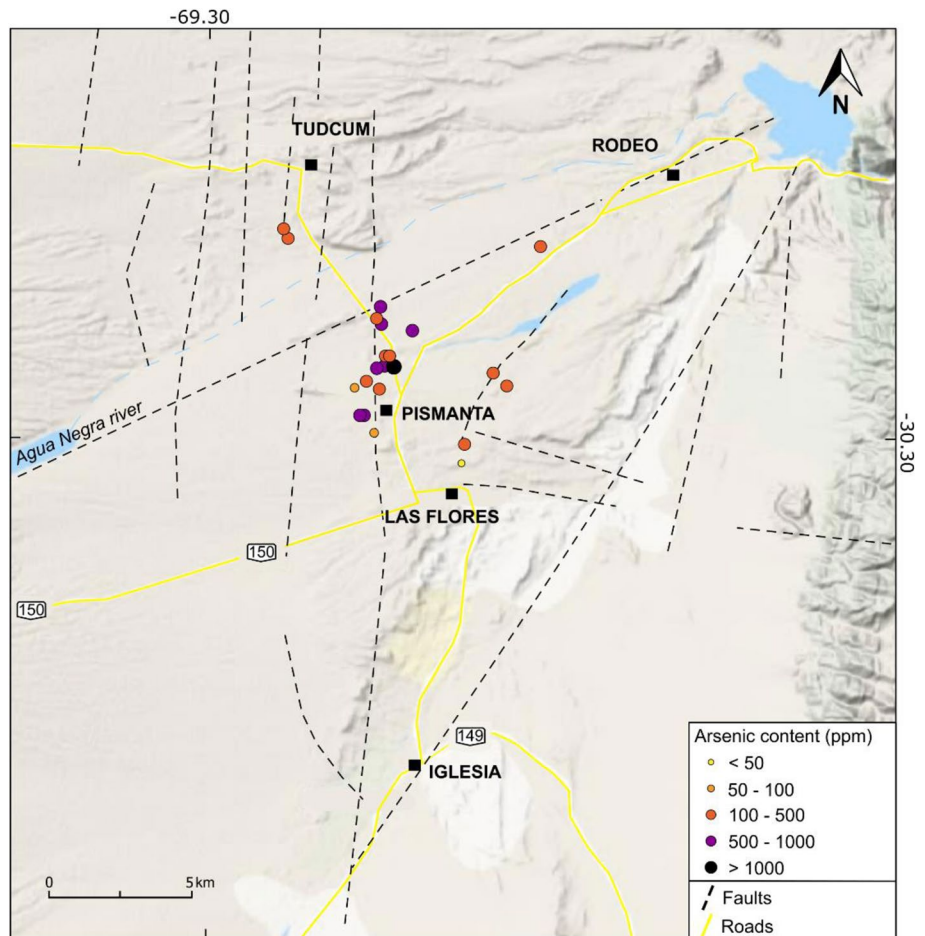 -69.30
N
TUDCUM
RODEO
Agua Negra river
PISMANTA
-30.30
LAS FLORES
150
150
149
IGLESIA
Arsenic content (ppm)
< 50
50 - 100
100 - 500
500 - 1000
> 1000
Faults
Roads
0 5 km